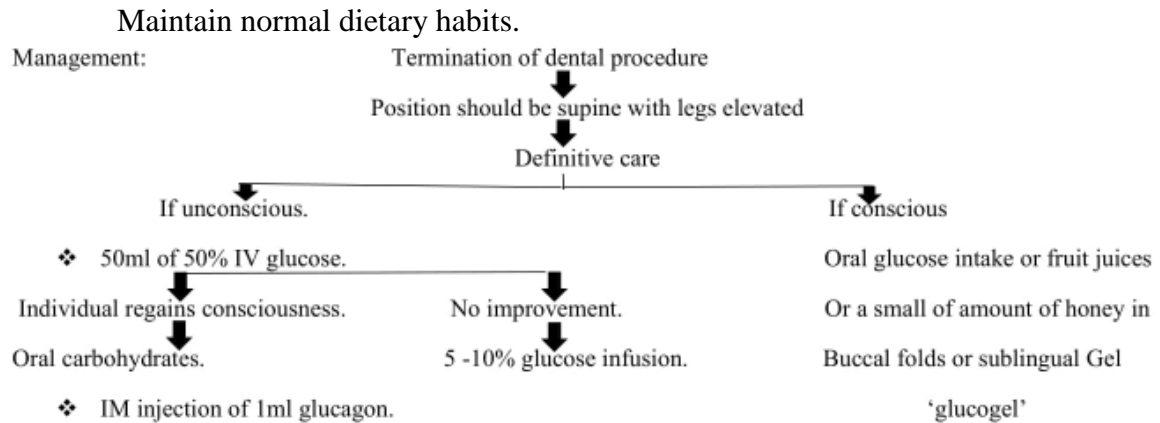 Maintain normal dietary habits.
Management: Termination of dental procedure
Position should be supine with legs elevated
Definitive care
If unconscious. If conscious
❖ 50ml of 50% IV glucose. Oral glucose intake or fruit juices
Individual regains consciousness. No improvement. Or a small of amount of honey in
Oral carbohydrates. 5 -10% glucose infusion. Buccal folds or sublingual Gel
❖ IM injection of 1ml glucagon. ‘glucogel’